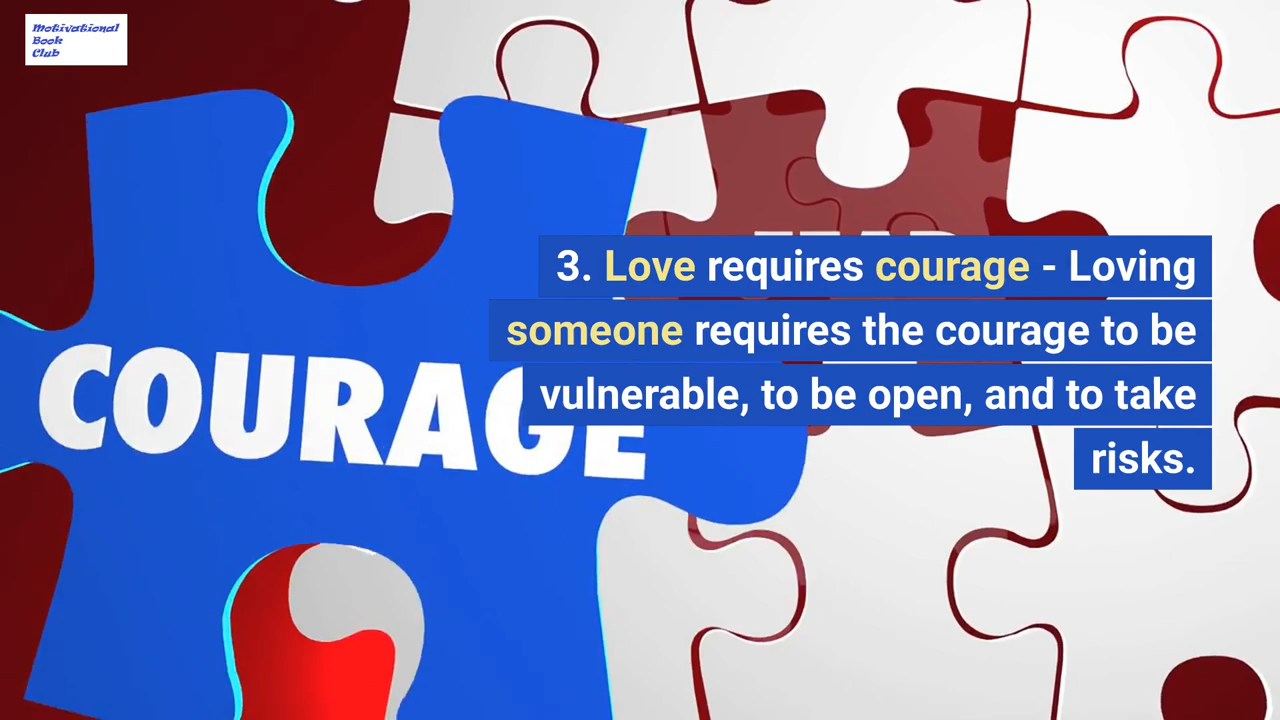 Motivational
Book
Club
COURAGE
3. Love requires courage - Loving
someone requires the courage to be
vulnerable, to be open, and to take
risks.